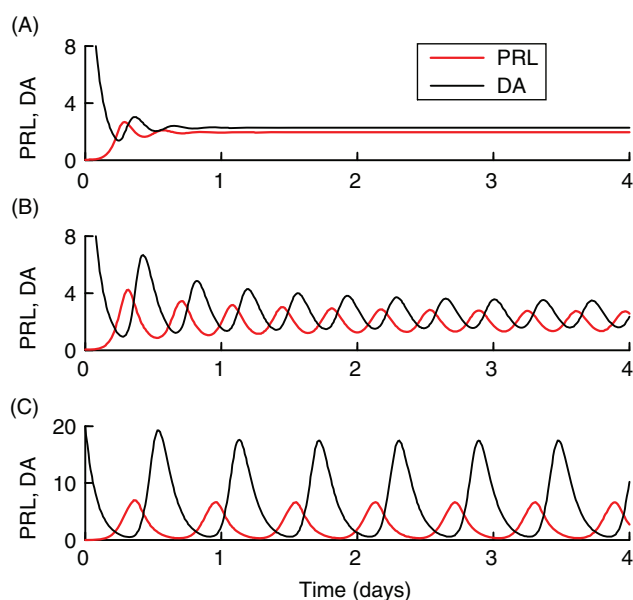 (A)
8
4
0
PRL, DA
PRL
DA
0 1 2 3 4
(B)
8
4
0
PRL, DA
0 1 2 3 4
(C)
20
10
0
PRL, DA
0 1 2 3 4
Time (days)